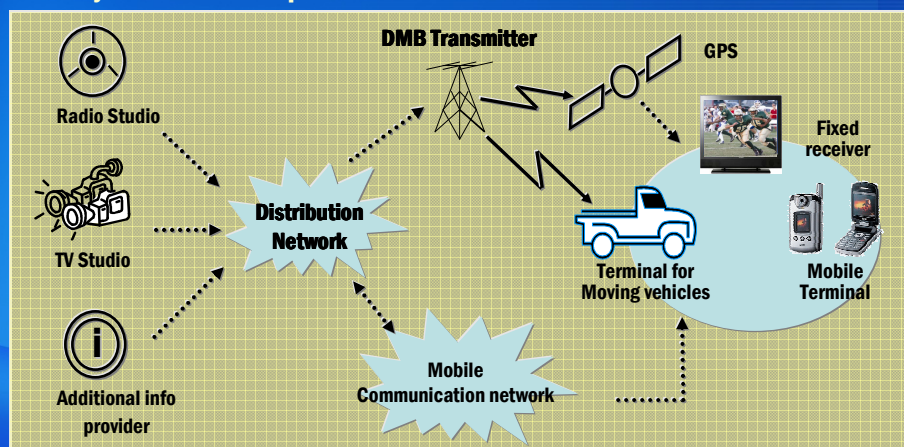 DMB Transmitter
GPS
Radio Studio
Fixed
receiver
Distribution
Network
TV Studio
Terminal for
Moving vehicles
Mobile
Terminal
Additional info
provider
Mobile
Communication network